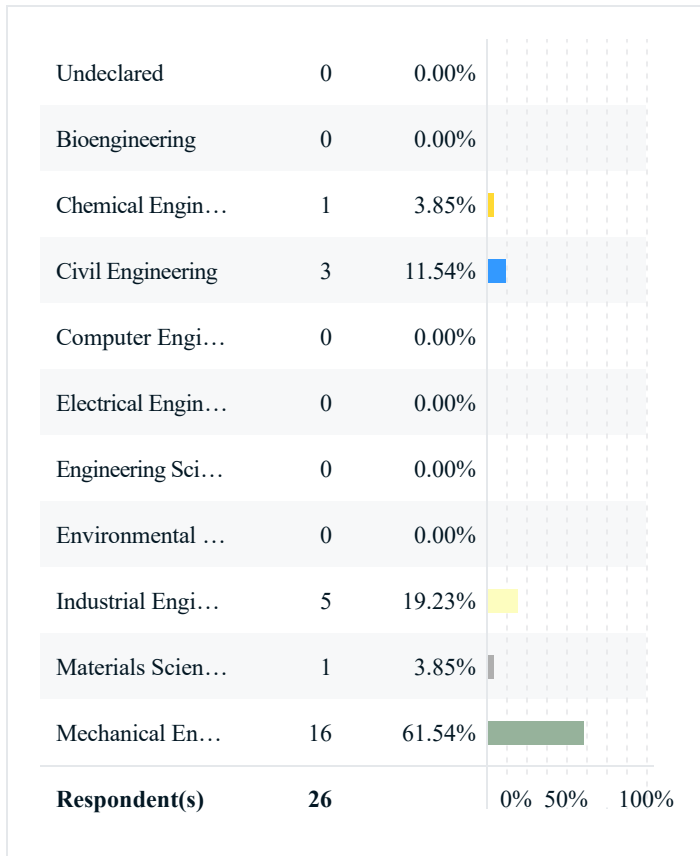 Undeclared 0 0.00%
Bioengineering 0 0.00%
Chemical Engin… 1 3.85%
Civil Engineering 3 11.54%
Computer Engi… 0 0.00%
Electrical Engin… 0 0.00%
Engineering Sci… 0 0.00%
Environmental … 0 0.00%
Industrial Engi… 5 19.23%
Materials Scien… 1 3.85%
Mechanical En… 16 61.54%
Respondent(s) 26 0% 50% 100%